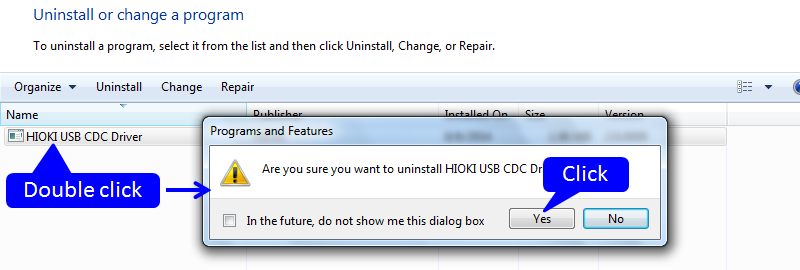 Uninstall or change a program
To uninstall a program, select it from the list and then click Uninstall, Change, or Repair.
Organize Uninstall Change Repair
Name Publisher Installed On Size Version
HIOKI USB CDC Driver
Programs and Features
Are you sure you want to uninstall HIOKI USB CDC
Double click
Click
In the future, do not show me this dialog box
Yes No